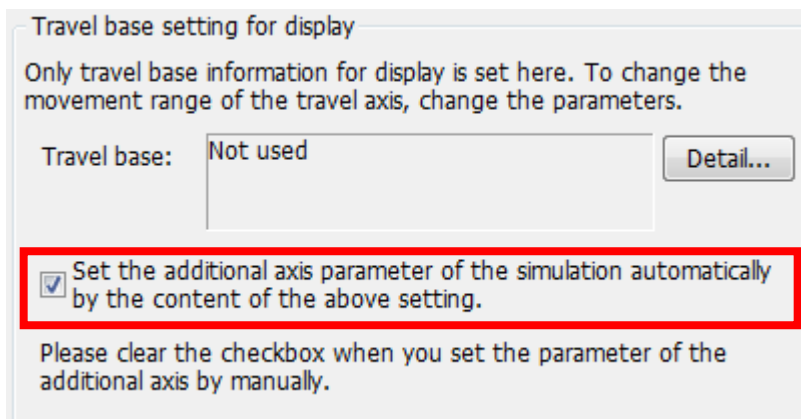 Travel base setting for display
Only travel base information for display is set here. To change the
movement range of the travel axis, change the parameters.
Travel base:
Not used
Detail...
Set the additional axis parameter of the simulation automatically
by the content of the above setting.
Please clear the checkbox when you set the parameter of the
additional axis by manually.